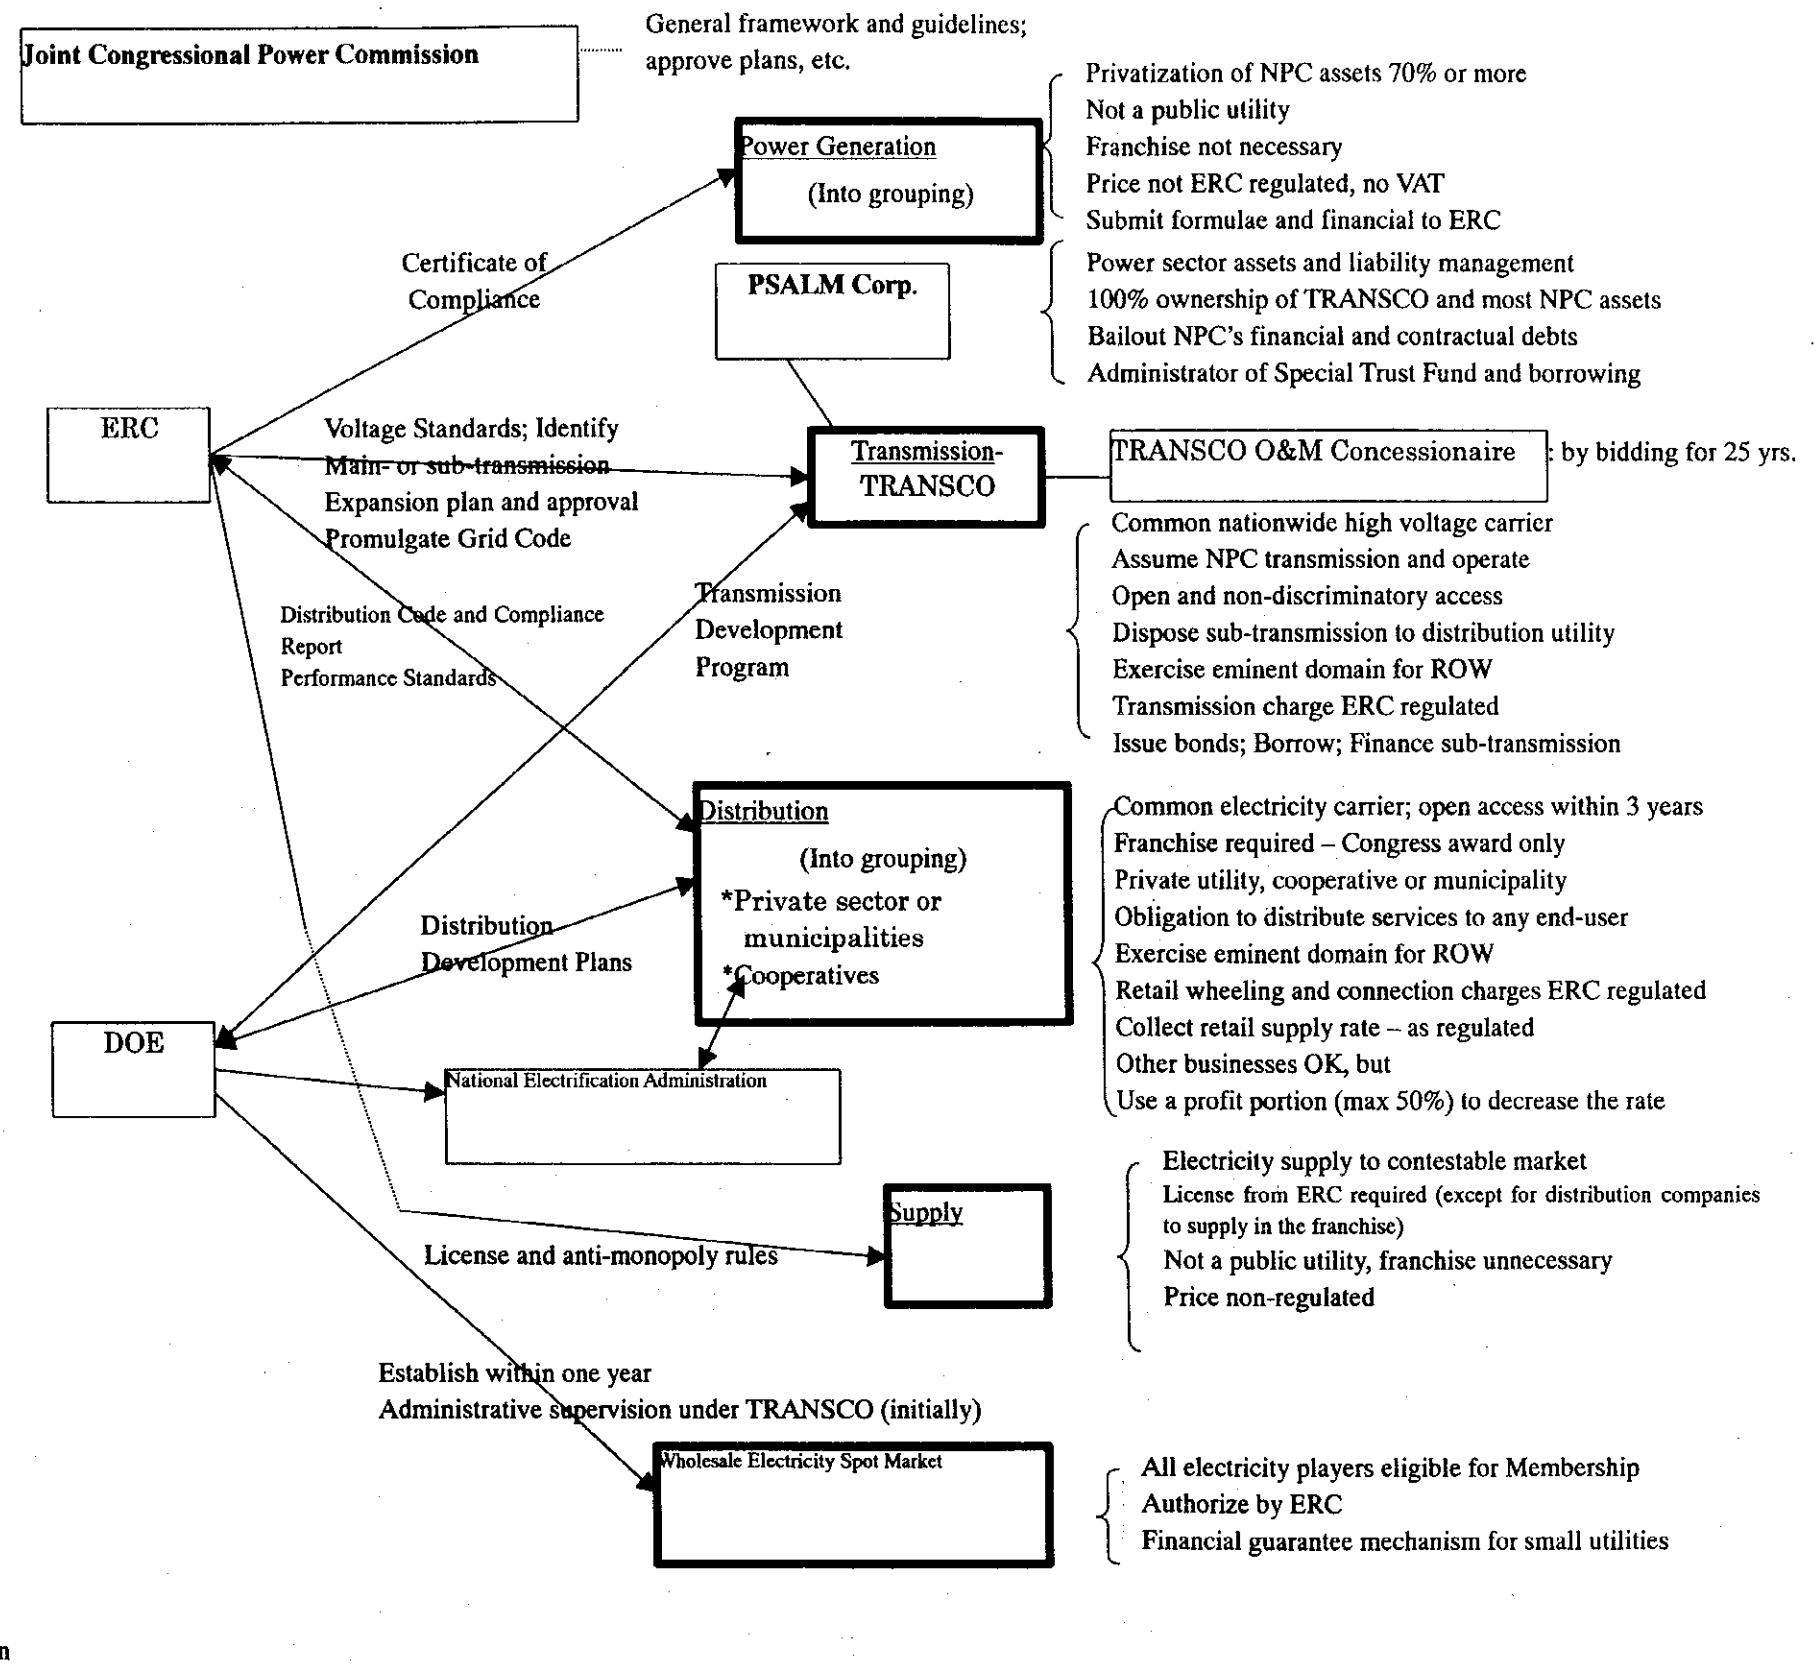 Joint Congressional Power Commission
General framework and guidelines;
approve plans, etc.
Power Generation
(Into grouping)
Privatization of NPC assets 70% or more
Not a public utility
Franchise not necessary
Price not ERC regulated, no VAT
Submit formulae and financial to ERC
Certificate of
Compliance
PSALM Corp.
Power sector assets and liability management
100% ownership of TRANSCO and most NPC assets
Bailout NPC's financial and contractual debts
Administrator of Special Trust Fund and borrowing
ERC
Voltage Standards; Identify
Main- or sub-transmission
Expansion plan and approval
Promulgate Grid Code
Transmission-
TRANSCO
TRANSCO O&M Concessionaire : by bidding for 25 yrs.
Common nationwide high voltage carrier
Assume NPC transmission and operate
Open and non-discriminatory access
Dispose sub-transmission to distribution utility
Exercise eminent domain for ROW
Transmission charge ERC regulated
Issue bonds; Borrow; Finance sub-transmission
Distribution Code and Compliance
Report
Performance Standards
Transmission
Development
Program
Distribution
(Into grouping)
*Private sector or
municipalities
*Cooperatives
Common electricity carrier; open access within 3 years
Franchise required – Congress award only
Private utility, cooperative or municipality
Obligation to distribute services to any end-user
Exercise eminent domain for ROW
Retail wheeling and connection charges ERC regulated
Collect retail supply rate – as regulated
Other businesses OK, but
Use a profit portion (max 50%) to decrease the rate
Distribution
Development Plans
DOE
National Electrification Administration
Supply
Electricity supply to contestable market
License from ERC required (except for distribution companies
to supply in the franchise)
Not a public utility, franchise unnecessary
Price non-regulated
License and anti-monopoly rules
Establish within one year
Administrative supervision under TRANSCO (initially)
Wholesale Electricity Spot Market
All electricity players eligible for Membership
Authorize by ERC
Financial guarantee mechanism for small utilities
n